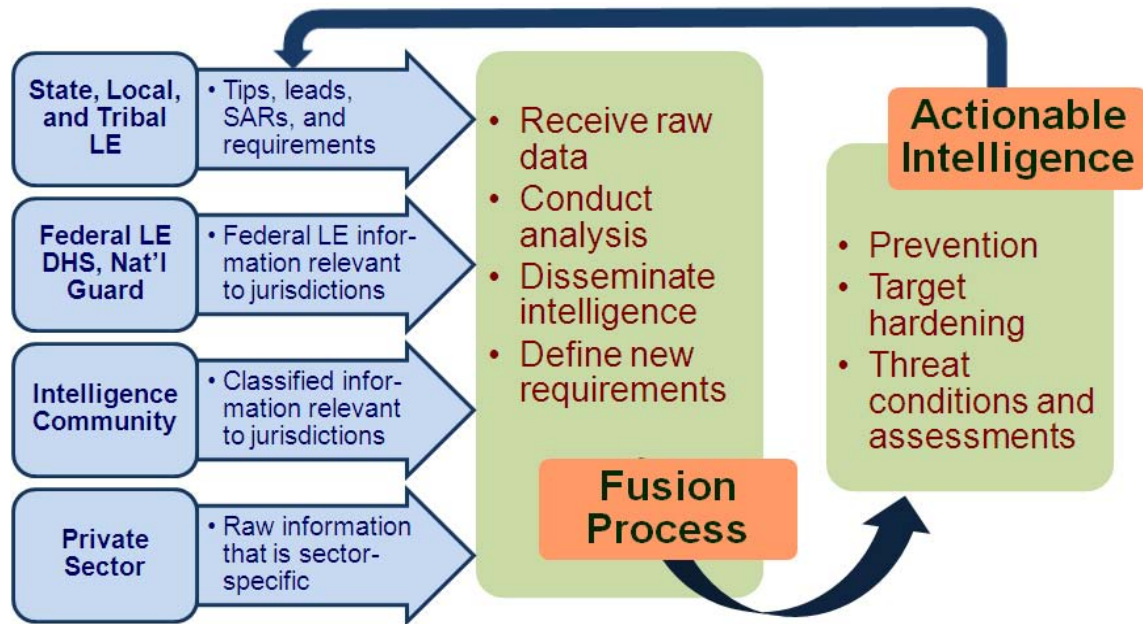 State, Local,
and Tribal
LE
• Tips, leads,
SARs, and
requirements
Federal LE
DHS, Nat'l
Guard
• Federal LE infor-
mation relevant
to jurisdictions
Intelligence
Community
• Classified infor-
mation relevant
to jurisdictions
Private
Sector
• Raw information
that is sector-
specific
• Receive raw
data
• Conduct
analysis
• Disseminate
intelligence
• Define new
requirements
Fusion
Process
Actionable
Intelligence
• Prevention
• Target
hardening
• Threat
conditions and
assessments